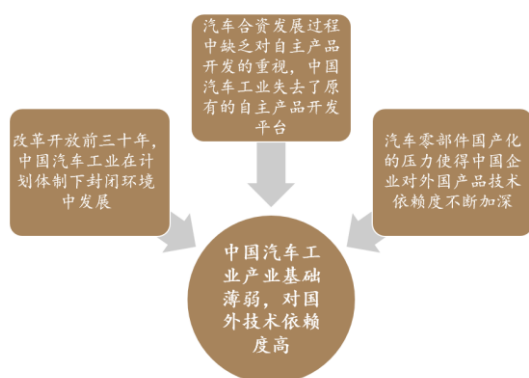 汽车合资发展过程
中缺乏对自主产品
开发的重视，中国
汽车工业失去了原
有的自主产品开发
平台
改革开放前三十年，
中国汽车工业在计
划体制下封闭环境
中发展
汽车零部件国产化
的压力使得中国企
业对外国产品技术
依赖度不断加深
中国汽车工
业产业基础
薄弱，对国
外技术依赖
度高